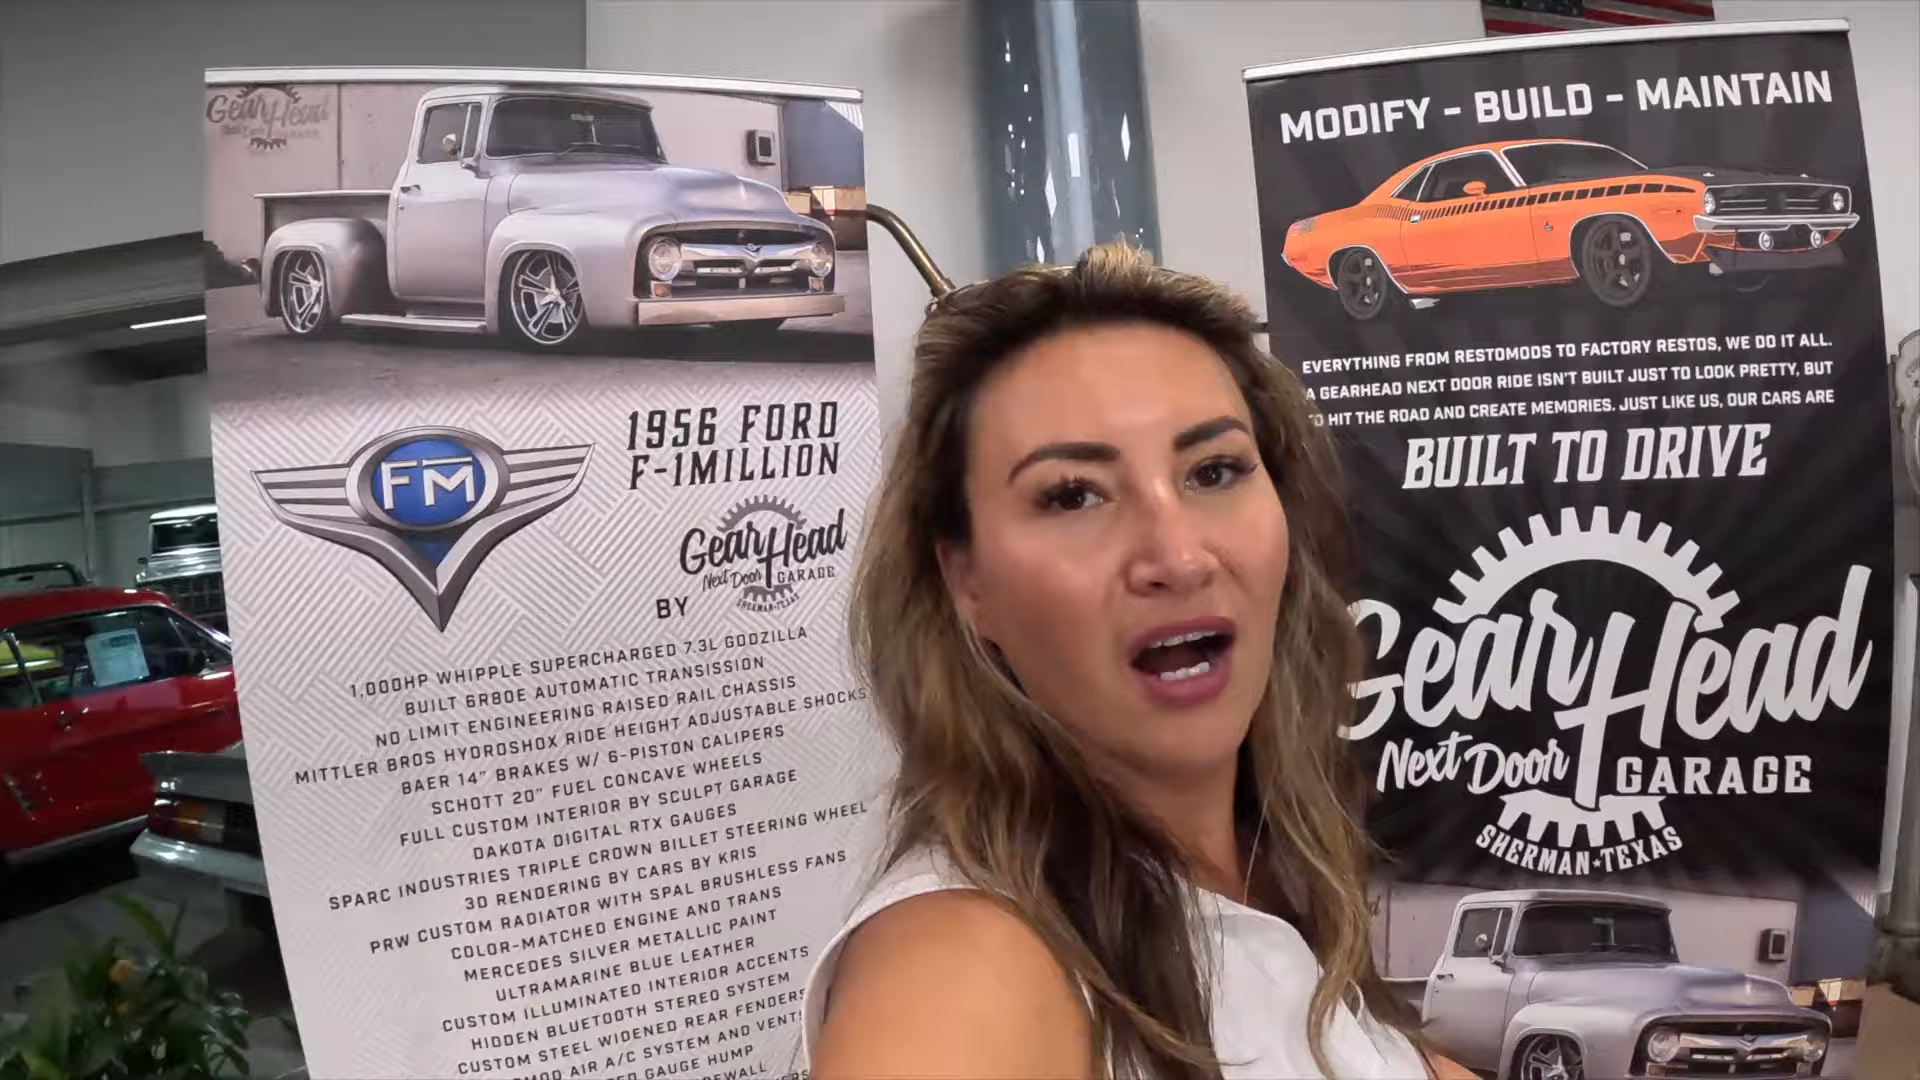 GearHead
Next Door GARAGE
1956 FORD
F-1MILLION
FM
GearHead
Next Door GARAGE
SHERMAN★TEXAS
BY
1,000HP WHIPPLE SUPERCHARGED 7.3L GODZILLA
BUILT 6R80E AUTOMATIC TRANSISSION
NO LIMIT ENGINEERING RAISED RAIL CHASSIS
MITTLER BROS HYDROSHOX RIDE HEIGHT ADJUSTABLE SHOCKS
BAER 14" BRAKES W/ 6-PISTON CALIPERS
SCHOTT 20" FUEL CONCAVE WHEELS
FULL CUSTOM INTERIOR BY SCULPT GARAGE
DAKOTA DIGITAL RTX GAUGES
SPARC INDUSTRIES TRIPLE CROWN BILLET STEERING WHEEL
3D RENDERING BY CARS BY KRIS
PRW CUSTOM RADIATOR WITH SPAL BRUSHLESS FANS
COLOR-MATCHED ENGINE AND TRANS
MERCEDES SILVER METALLIC PAINT
ULTRAMARINE BLUE LEATHER
CUSTOM ILLUMINATED INTERIOR ACCENTS
HIDDEN BLUETOOTH STEREO SYSTEM
CUSTOM STEEL WIDENED REAR FENDERS
AIR A/C SYSTEM AND VENTS
GAUGE HUMP
MODIFY - BUILD - MAINTAIN
EVERYTHING FROM RESTOMODS TO FACTORY RESTOS, WE DO IT ALL.
A GEARHEAD NEXT DOOR RIDE ISN'T BUILT JUST TO LOOK PRETTY, BUT
TO HIT THE ROAD AND CREATE MEMORIES. JUST LIKE US, OUR CARS ARE
BUILT TO DRIVE
GearHead
Next Door GARAGE
SHERMAN★TEXAS